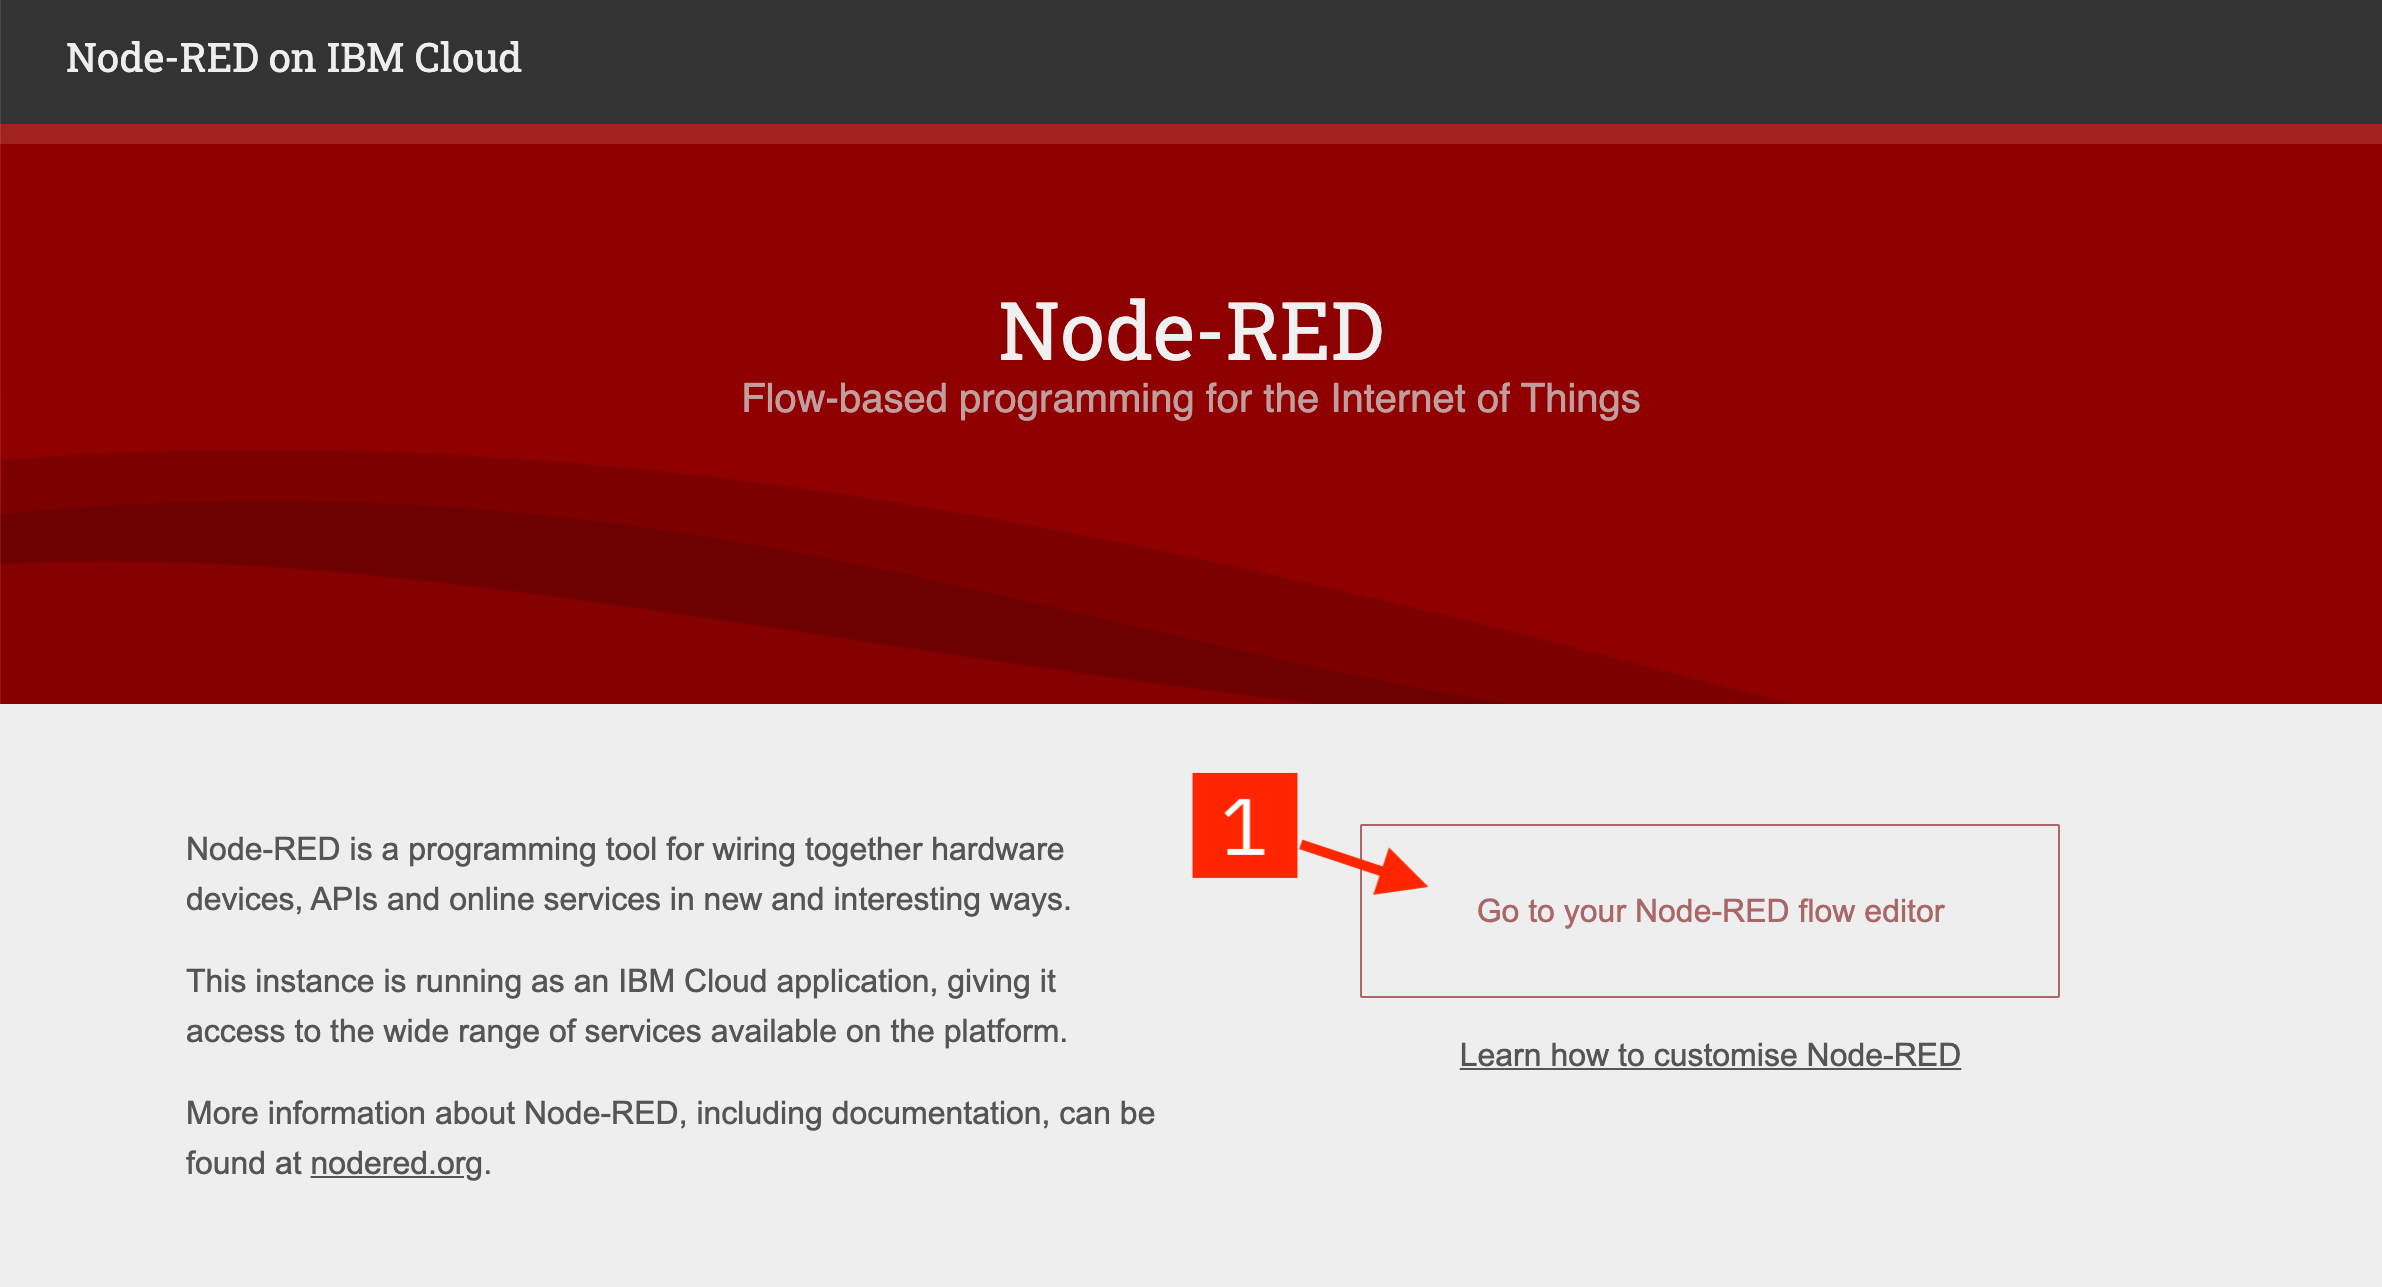 Node-RED on IBM Cloud
Node-RED
Flow-based programming for the Internet of Things
Node-RED is a programming tool for wiring together hardware
devices, APIs and online services in new and interesting ways.
This instance is running as an IBM Cloud application, giving it
access to the wide range of services available on the platform.
More information about Node-RED, including documentation, can be
found at nodered.org.
1
Go to your Node-RED flow editor
Learn how to customise Node-RED